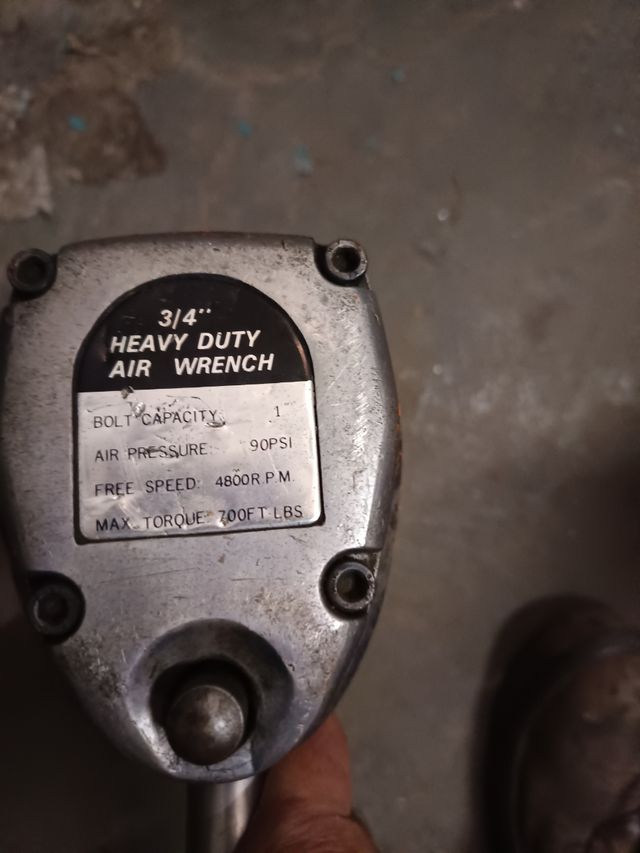 3/4"
HEAVY DUTY
AIR WRENCH
BOLT CAPACITY: 1"
AIR PRESSURE: 90PSI
FREE SPEED: 4800R.P.M.
MAX. TORQUE: 700FT-LBS